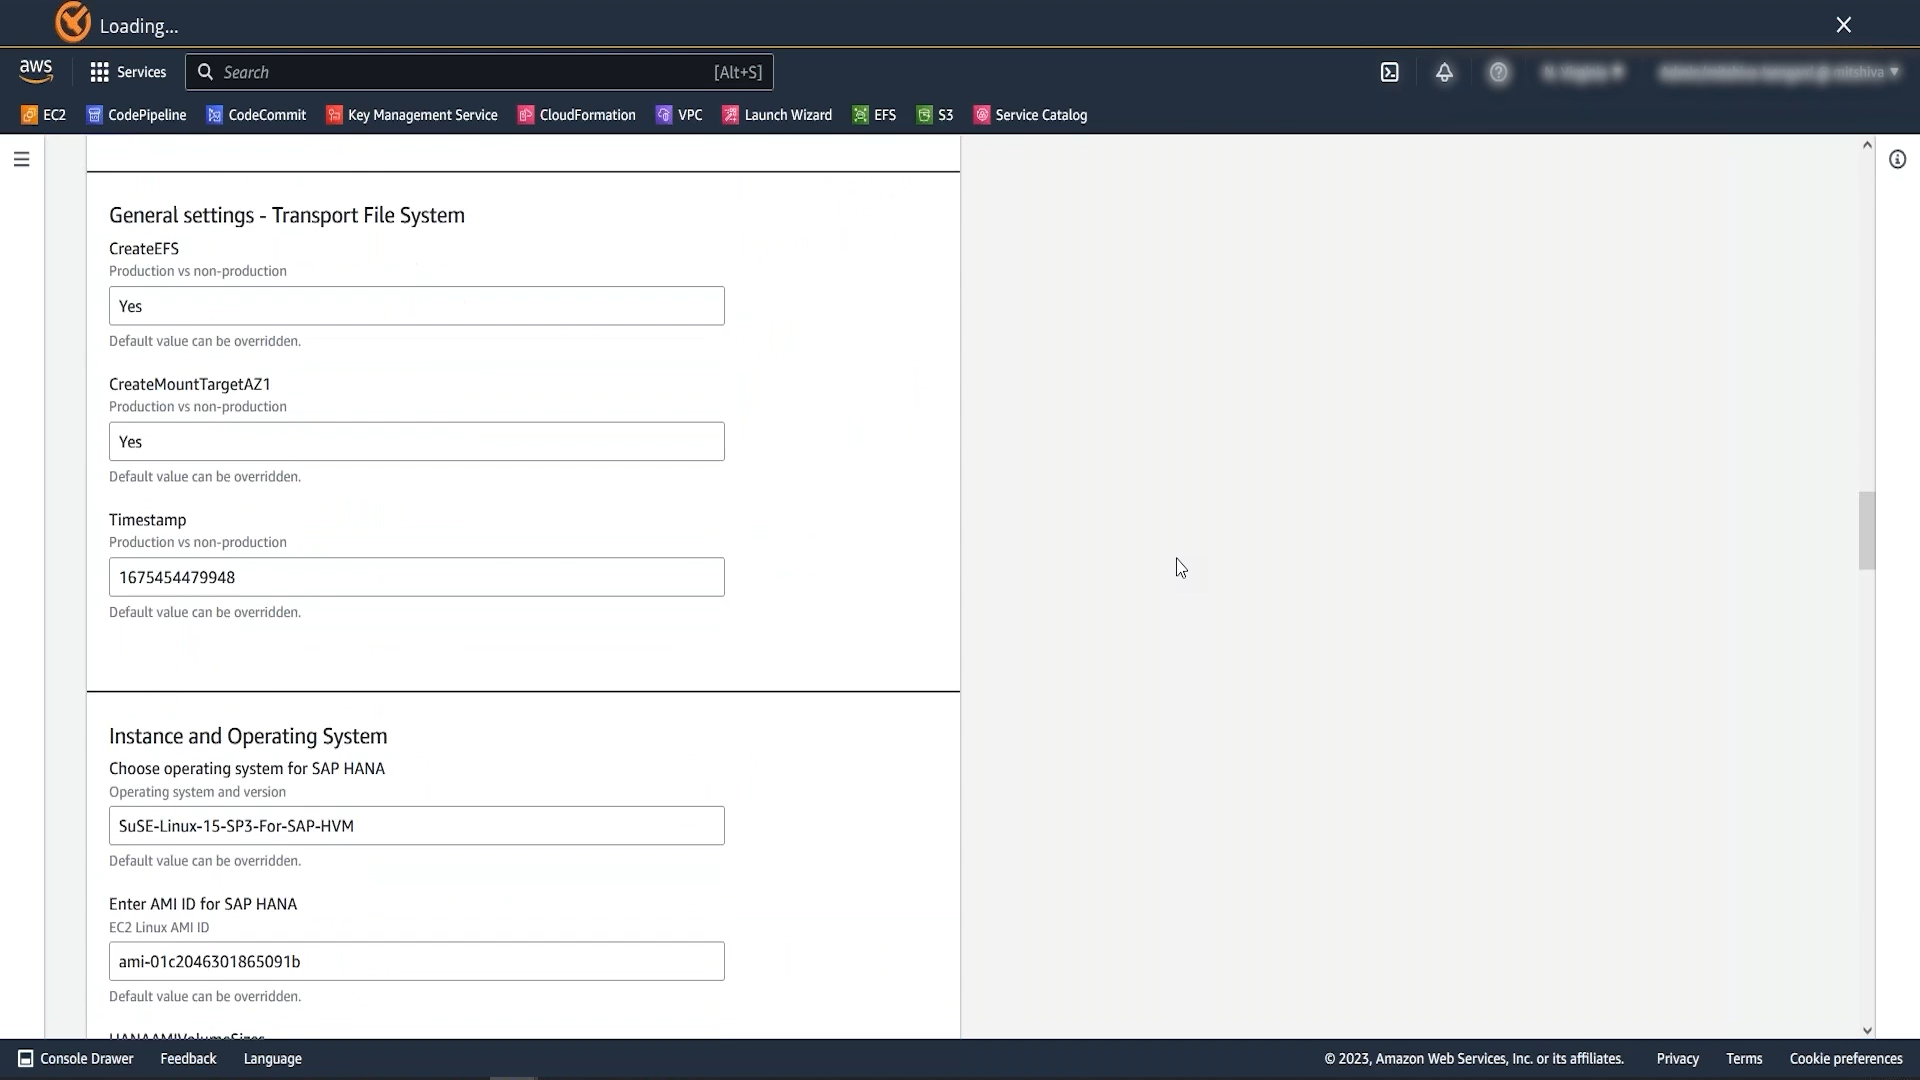 Loading...
aws
Services
Search
[Alt+S]
EC2
CodePipeline
CodeCommit
Key Management Service
CloudFormation
VPC
Launch Wizard
EFS
S3
Service Catalog
General settings - Transport File System
CreateEFS
Production vs non-production
Yes
Default value can be overridden.
CreateMountTargetAZ1
Production vs non-production
Yes
Default value can be overridden.
Timestamp
Production vs non-production
1675454479948
Default value can be overridden.
Instance and Operating System
Choose operating system for SAP HANA
Operating system and version
SuSE-Linux-15-SP3-For-SAP-HVM
Default value can be overridden.
Enter AMI ID for SAP HANA
EC2 Linux AMI ID
ami-01c2046301865091b
Default value can be overridden.
HANAAMIVolumeSizes
Console Drawer
Feedback
Language
© 2023, Amazon Web Services, Inc. or its affiliates.
Privacy
Terms
Cookie preferences